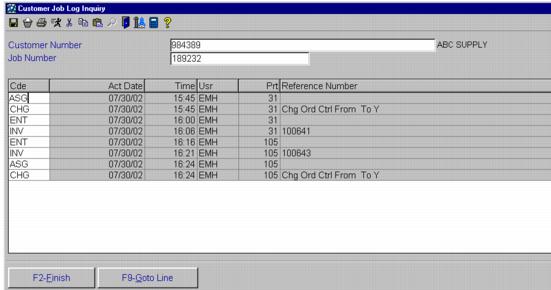 Customer Job Log Inquiry
Customer Number 984389 ABC SUPPLY
Job Number 189232
Cde Act Date Time Usr Prt Reference Number
ASG 07/30/02 15:45 EMH 31
CHG 07/30/02 15:45 EMH 31 Chg Ord Ctrl From To Y
ENT 07/30/02 16:00 EMH 31
INV 07/30/02 16:06 EMH 31 100641
ENT 07/30/02 16:16 EMH 105
INV 07/30/02 16:21 EMH 105 100643
ASG 07/30/02 16:24 EMH 105
CHG 07/30/02 16:24 EMH 105 Chg Ord Ctrl From To Y
F2-Finish F9-Goto Line